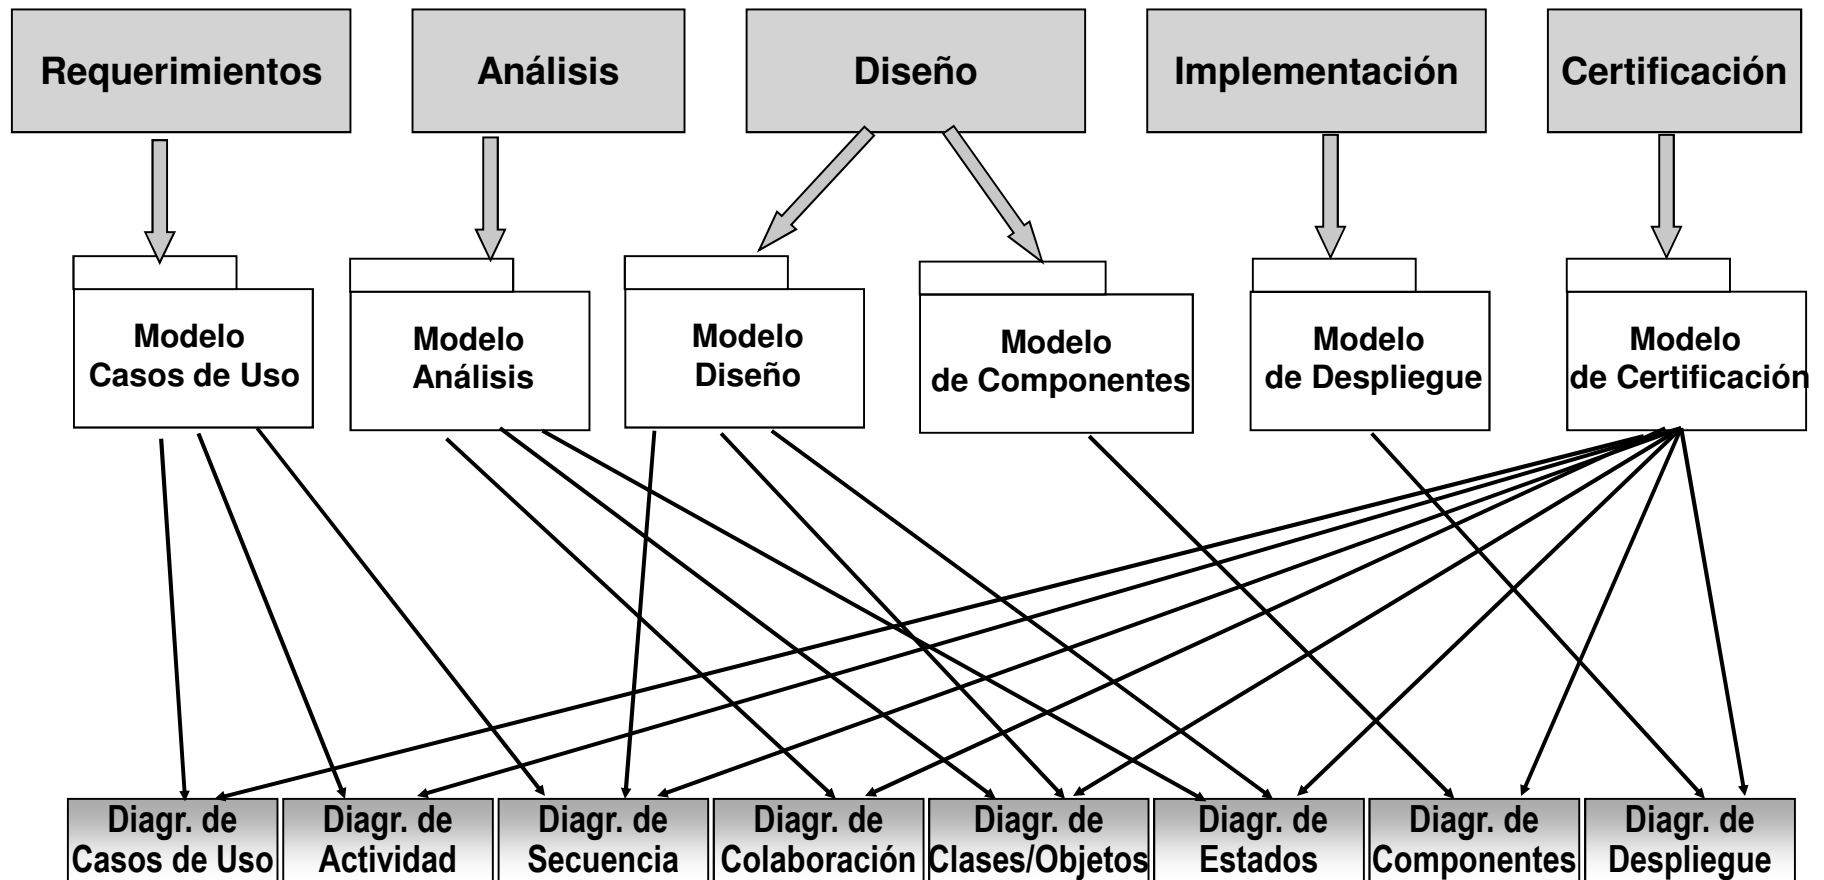 Requerimientos
Análisis
Diseño
Implementación
Certificación
Modelo
Casos de Uso
Modelo
Análisis
Modelo
Diseño
Modelo
de Componentes
Modelo
de Despliegue
Modelo
de Certificación
Diagr. de
Casos de Uso
Diagr. de
Actividad
Diagr. de
Secuencia
Diagr. de
Colaboración
Diagr. de
Clases/Objetos
Diagr. de
Estados
Diagr. de
Componentes
Diagr. de
Despliegue